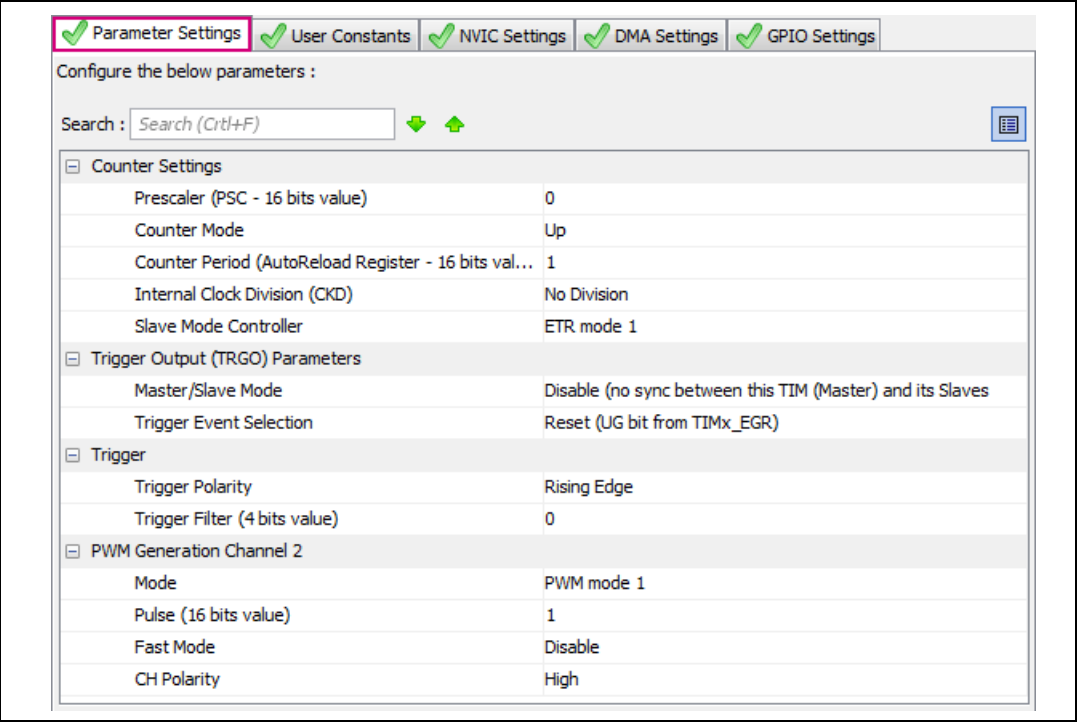 Parameter Settings User Constants NVIC Settings DMA Settings GPIO Settings
Configure the below parameters :
Search : Search (Crtl+F)
Counter Settings
Prescaler (PSC - 16 bits value) 0
Counter Mode Up
Counter Period (AutoReload Register - 16 bits val... 1
Internal Clock Division (CKD) No Division
Slave Mode Controller ETR mode 1
Trigger Output (TRGO) Parameters
Master/Slave Mode Disable (no sync between this TIM (Master) and its Slaves
Trigger Event Selection Reset (UG bit from TIMx_EGR)
Trigger
Trigger Polarity Rising Edge
Trigger Filter (4 bits value) 0
PWM Generation Channel 2
Mode PWM mode 1
Pulse (16 bits value) 1
Fast Mode Disable
CH Polarity High